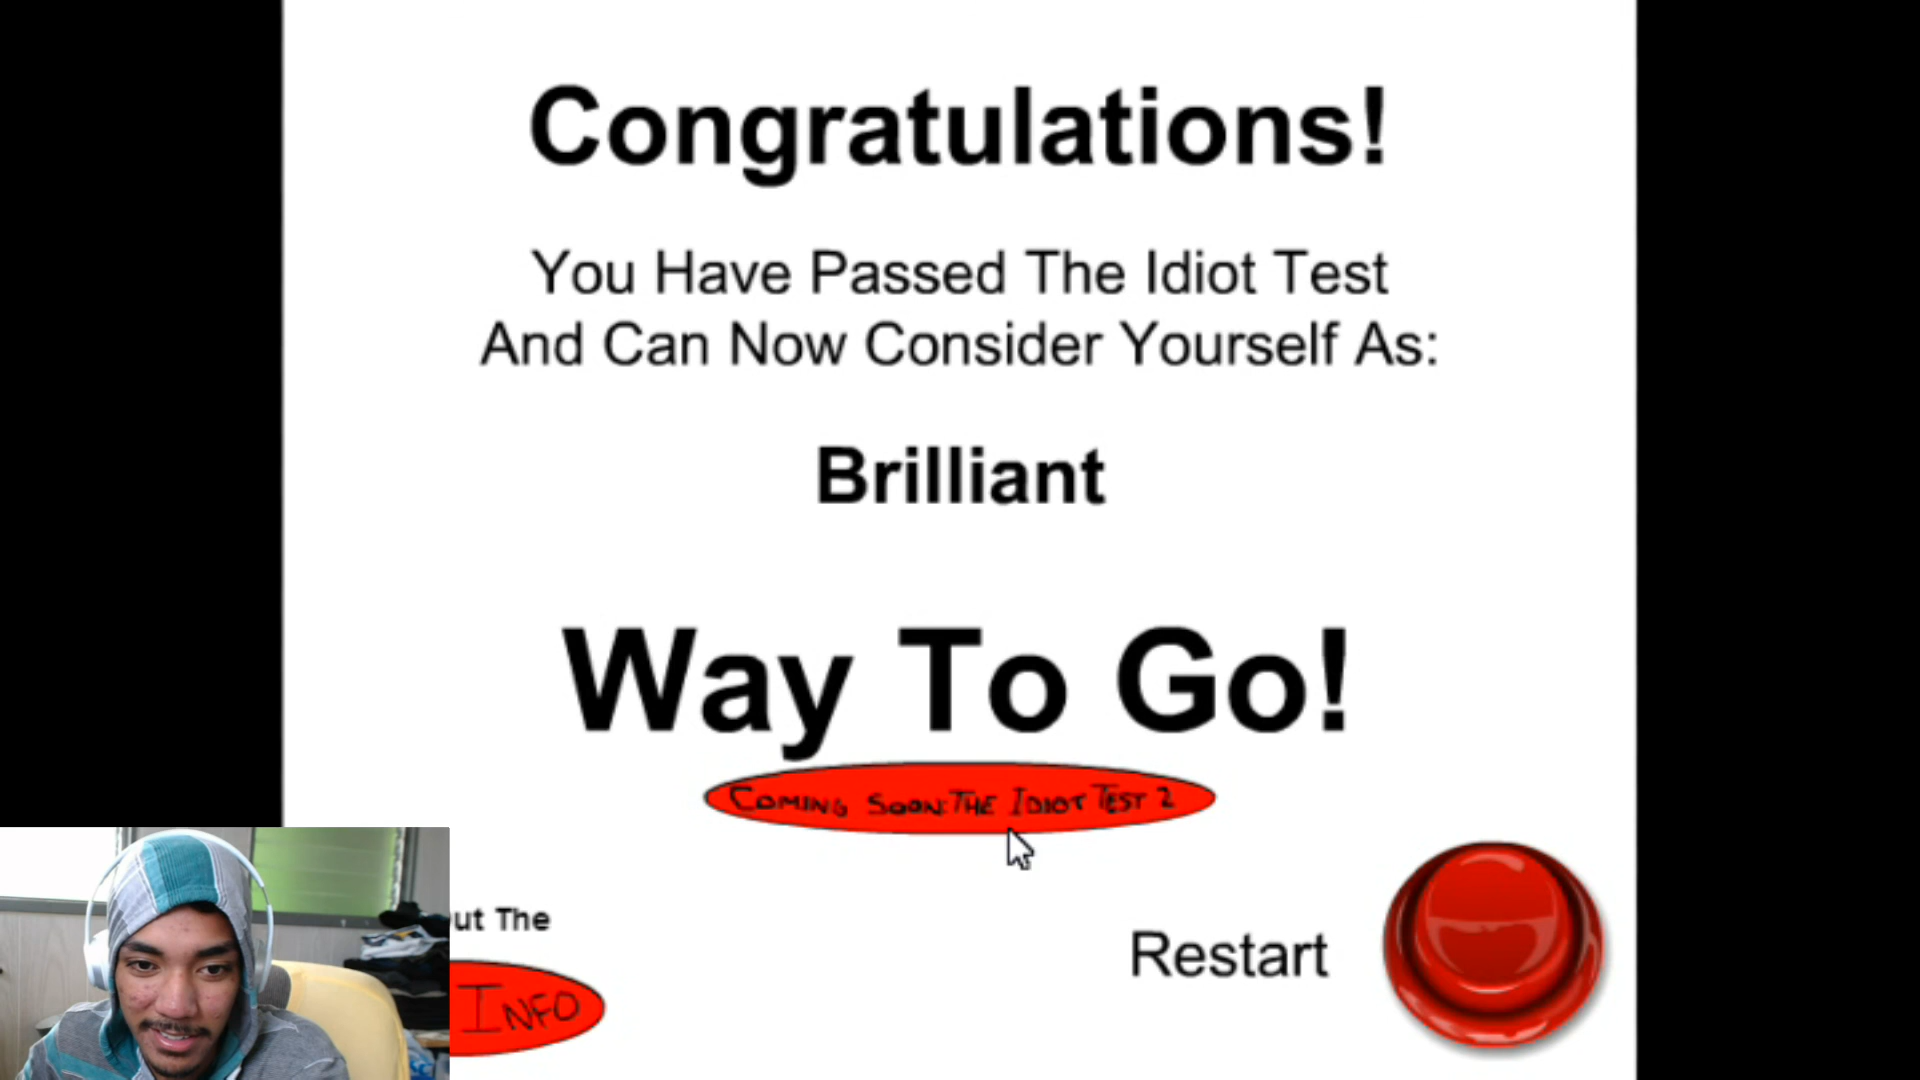 Congratulations!
You Have Passed The Idiot Test
And Can Now Consider Yourself As:
Brilliant
Way To Go!
COMING SOON: THE IDIOT TEST 2
ut The
INFO
Restart